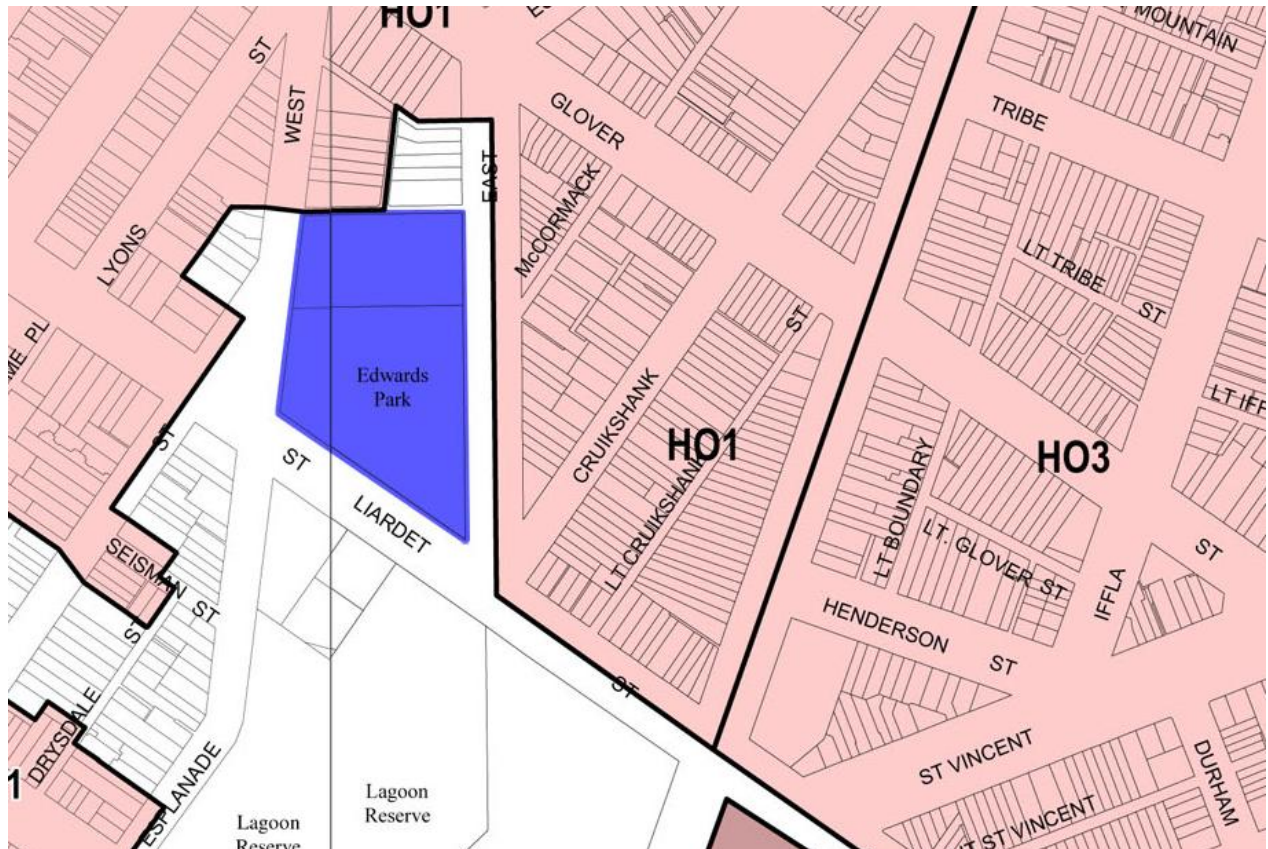 HO1
MOUNTAIN
ST
WEST
GLOVER
TRIBE
EAST
McCORMACK
LYONS
LT TRIBE
ST
ST
ME PL
Edwards
Park
LT IFF
CRUIKSHANK
HO1
HO3
ST
ST
LT CRUIKSHANK
LT BOUNDARY
LIARDET
LT. GLOVER ST
ST
SEISMAN ST
IFFLA
HENDERSON
ST
ST
ST
DRYSDALE
ST VINCENT
DURHAM
1
ESPLANADE
Lagoon
Reserve
Lagoon
Reserve
ST VINCENT